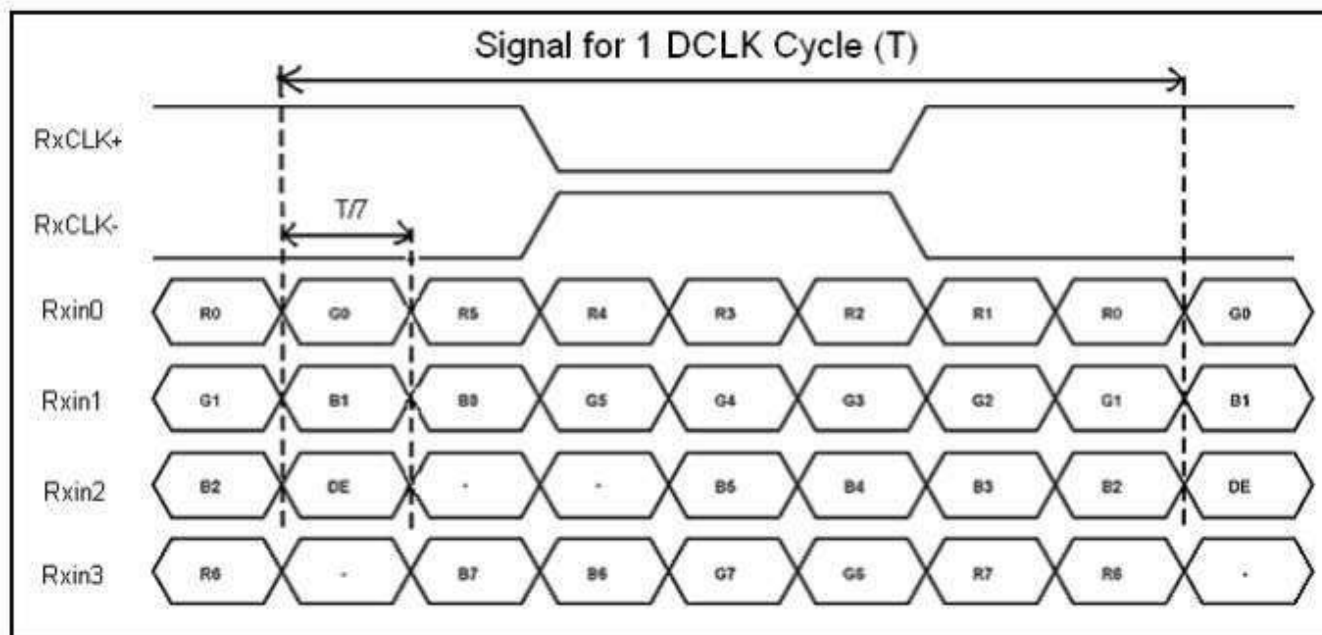 Signal for 1 DCLK Cycle (T)
RxCLK+
T/7
RxCLK-
Rxin0 R0 G0 R5 R4 R3 R2 R1 R0 G0
Rxin1 G1 B1 B0 G5 G4 G3 G2 G1 B1
Rxin2 B2 DE - - B5 B4 B3 B2 DE
Rxin3 R6 - B7 B6 G7 G6 R7 R6 -